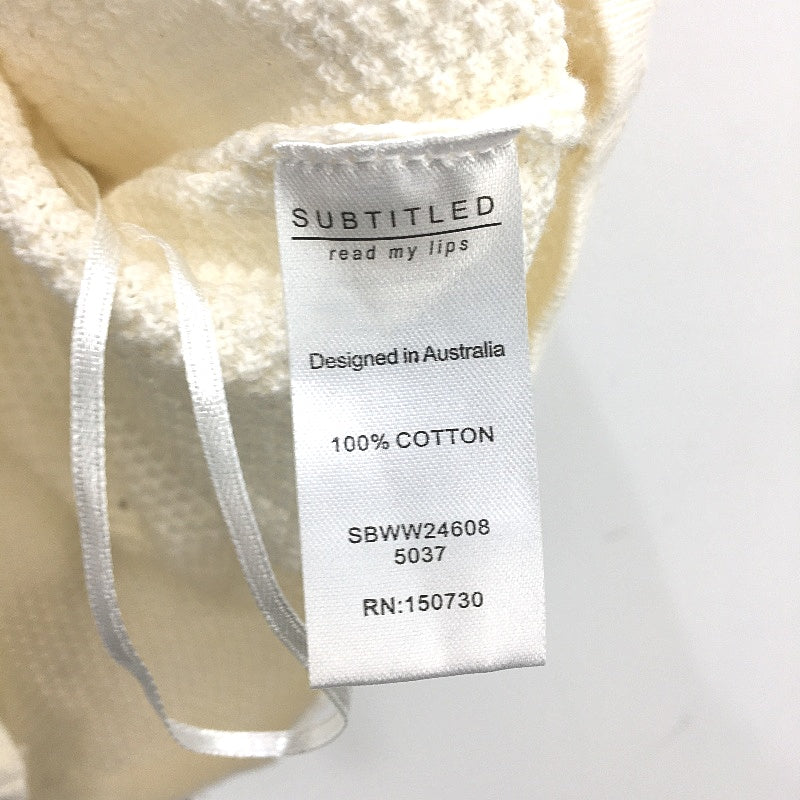 SUBTITLED
read my lips
Designed in Australia
100% COTTON
SBWW24608
5037
RN:150730